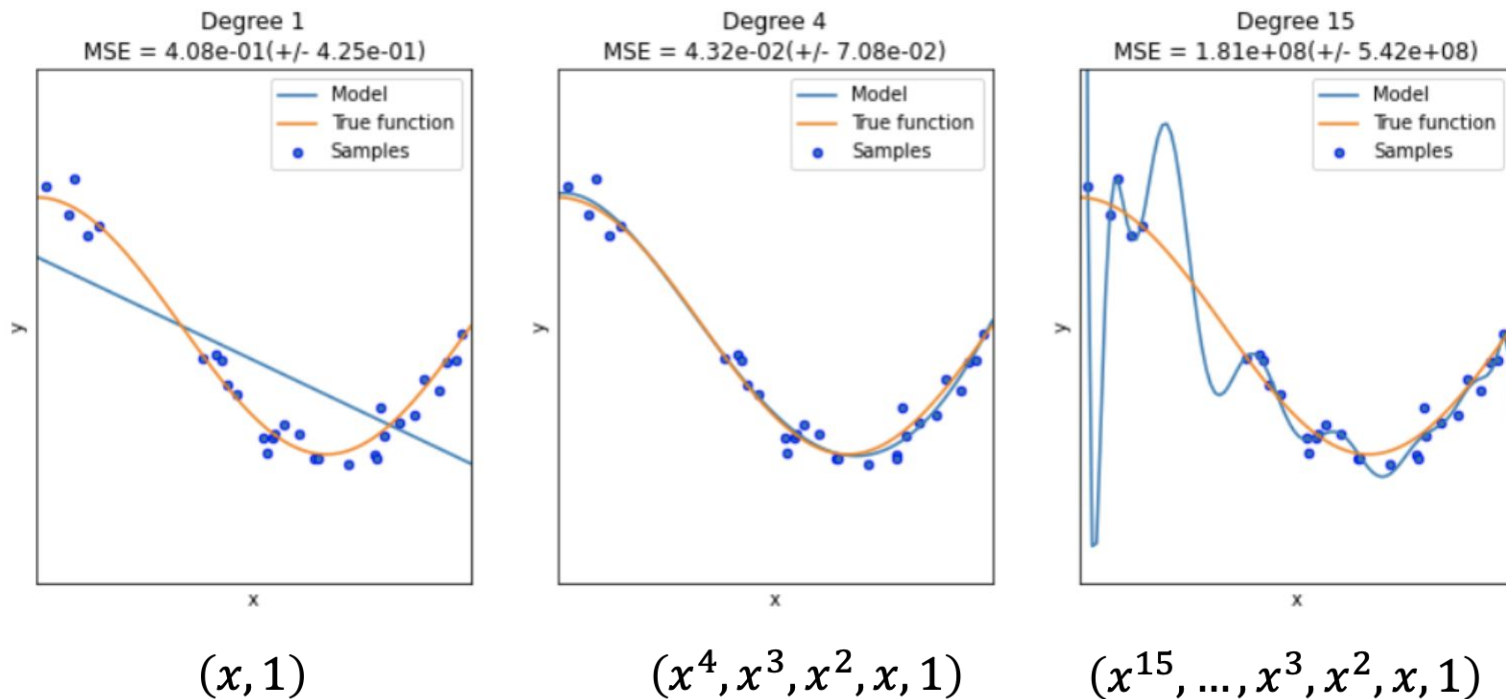 Degree 1
MSE = 4.08e-01(+/- 4.25e-01)
Model
True function
Samples
y
x
(x, 1)
Degree 4
MSE = 4.32e-02(+/- 7.08e-02)
Model
True function
Samples
y
x
(x⁴, x³, x², x, 1)
Degree 15
MSE = 1.81e+08(+/- 5.42e+08)
Model
True function
Samples
y
x
(x¹⁵, …, x³, x², x, 1)